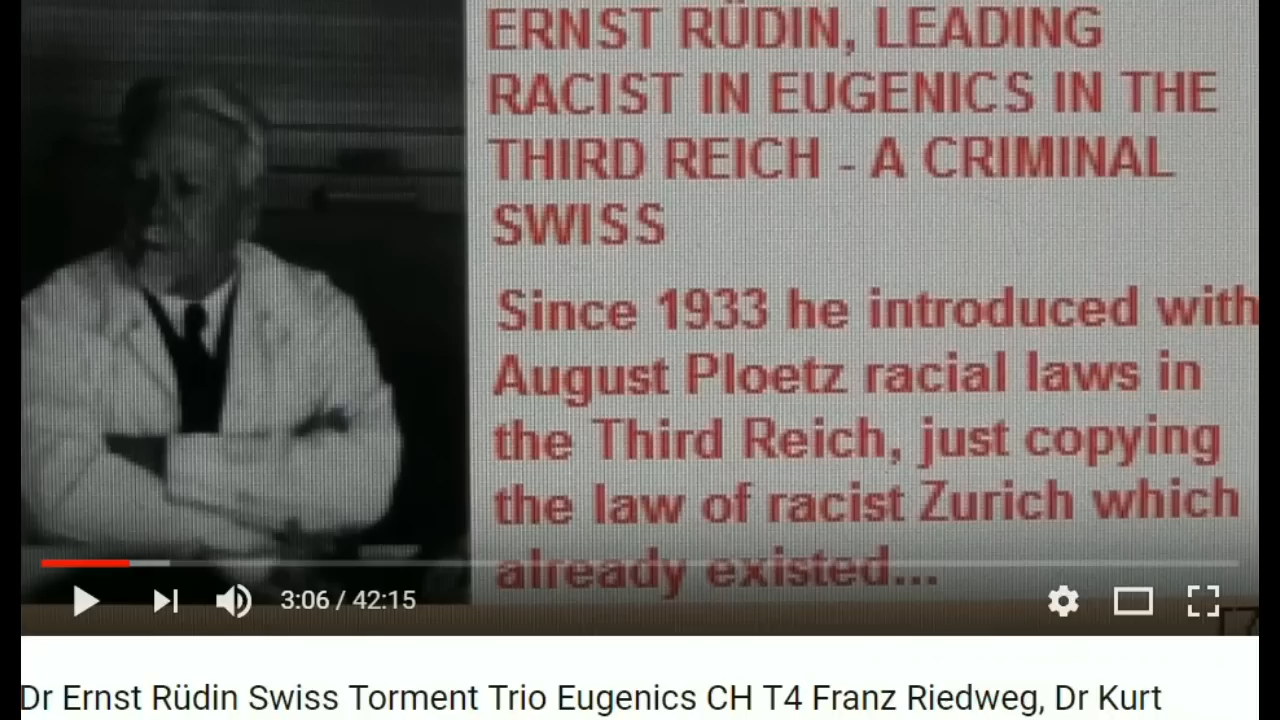 ERNST RÜDIN, LEADING
RACIST IN EUGENICS IN THE
THIRD REICH - A CRIMINAL
SWISS
Since 1933 he introduced with
August Ploetz racial laws in
the Third Reich, just copying
the law of racist Zurich which
already existed...
3:06 / 42:15
Dr Ernst Rüdin Swiss Torment Trio Eugenics CH T4 Franz Riedweg, Dr Kurt